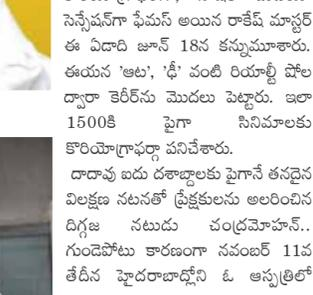 సెన్సేషన్‌గా ఫేమస్ అయిన రాకేష్ మాస్టర్
ఈ ఏడాది జూన్ 18న కన్నుమూశారు.
ఈయన 'ఆట', 'ఢీ' వంటి రియాల్టీ షోల
ద్వారా కెరీర్‌ను మొదలు పెట్టారు. ఇలా
1500కి పైగా సినిమాలకు
కొరియోగ్రాఫర్గా పనిచేశారు.
దాదావు ఐదు దశాబ్దాలకు పైగానే తనదైన
విలక్షణ నటనతో ప్రేక్షకులను అలరించిన
దిగ్గజ నటుడు చంద్రమోహన్..
గుండెపోటు కారణంగా నవంబర్ 11వ
తేదీన హైదరాబాద్లోని ఓ ఆస్పత్రిలో